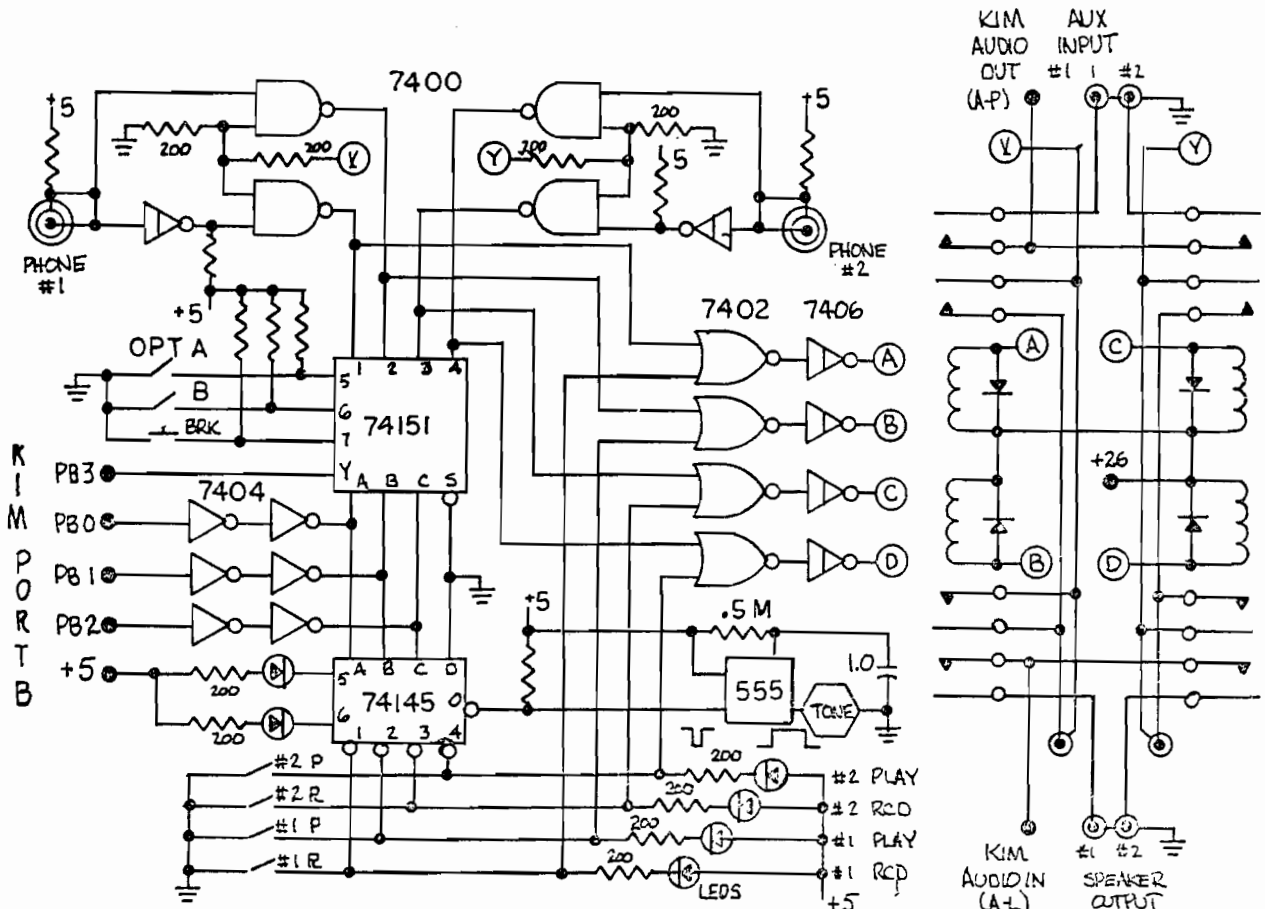 KIM
AUDIO
OUT
(A-P)
AUX
INPUT
#1 1 #2
7400
+5
200
200
X
Y
200
200
5
+5
X
Y
PHONE
#1
PHONE
#2
+5
OPT A
B
BRK
1 2 3 4
5
6
7
Y
74151
A B C S
7402 7406
A
B
C
D
A
C
+26
B
D
KIM PORT B
PB3
7404
PB0
PB1
PB2
+5
200
200
A B C D
5
6
74145
0
1 2 3 4
+5
.5 M
1.0
555
TONE
#2 P
#2 R
#1 P
#1 R
200
200
200
200
LEDS
#2 PLAY
#2 RCD
#1 PLAY
#1 RCD
+5
KIM
AUDIO IN
(A-L)
#1 #2
SPEAKER
OUTPUT